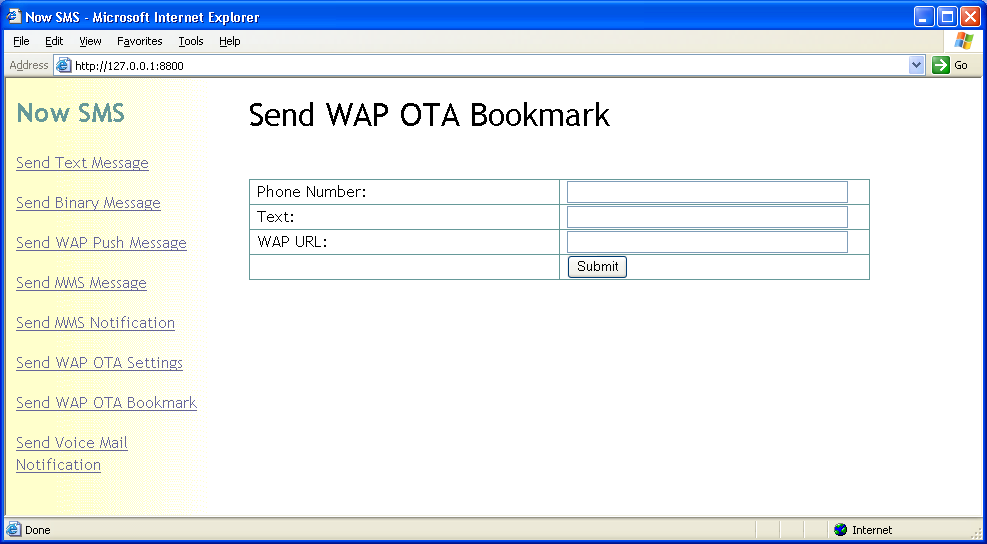 Now SMS - Microsoft Internet Explorer
File Edit View Favorites Tools Help
Address http://127.0.0.1:8800 Go
Now SMS
Send Text Message
Send Binary Message
Send WAP Push Message
Send MMS Message
Send MMS Notification
Send WAP OTA Settings
Send WAP OTA Bookmark
Send Voice Mail
Notification
Send WAP OTA Bookmark
Phone Number:
Text:
WAP URL:
Submit
Done Internet